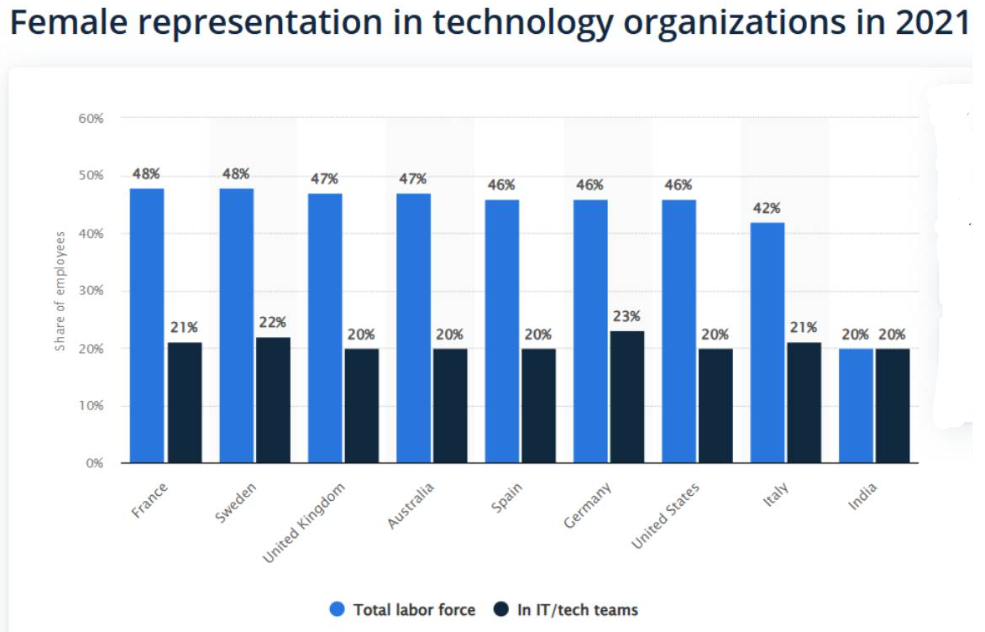 Female representation in technology organizations in 2021
60%
50%
40%
30%
20%
10%
0%
Share of employees
48% 48% 47% 47% 46% 46% 46% 42% 20% 20%
21% 22% 20% 20% 20% 23% 20% 21%
France Sweden United Kingdom Australia Spain Germany United States Italy India
Total labor force In IT/tech teams